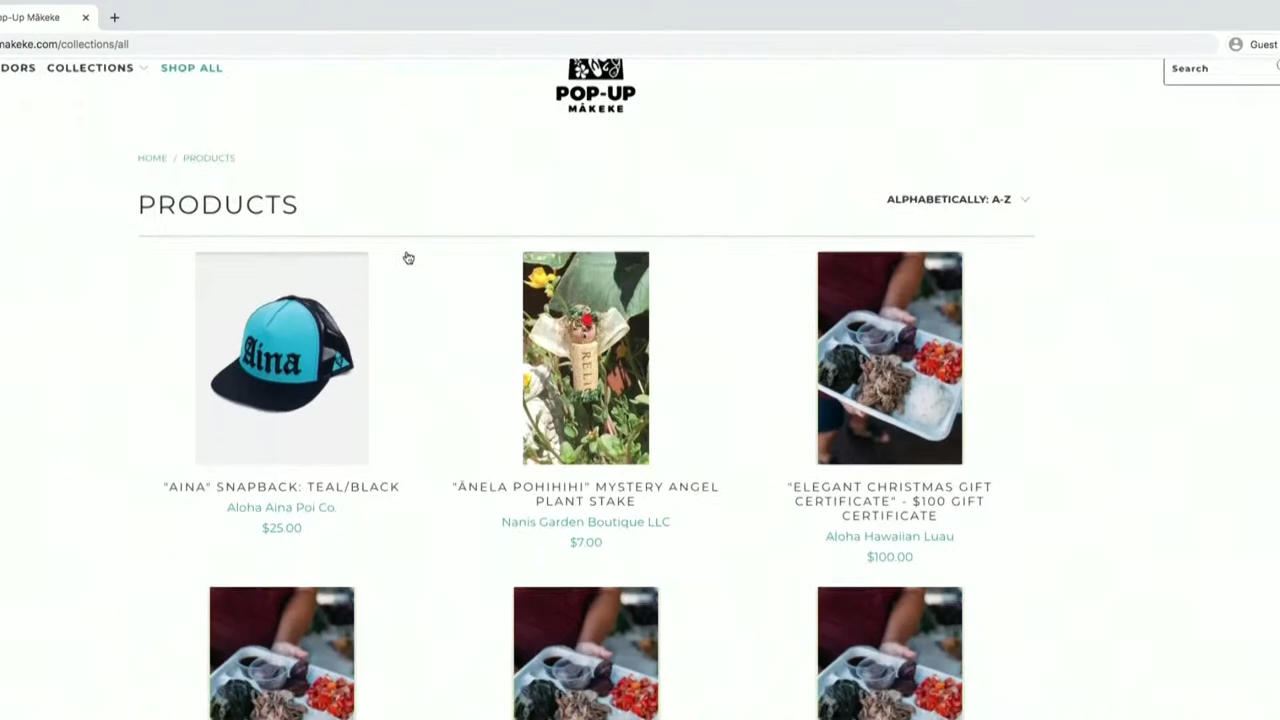 op-Up Mākeke
makeke.com/collections/all
Guest
DORS COLLECTIONS SHOP ALL
Search
POP-UP
MĀKEKE
HOME / PRODUCTS
PRODUCTS
ALPHABETICALLY: A-Z
Aina
RELI
"AINA" SNAPBACK: TEAL/BLACK
Aloha Aina Poi Co.
$25.00
"ĀNELA POHIHIHI" MYSTERY ANGEL
PLANT STAKE
Nanis Garden Boutique LLC
$7.00
"ELEGANT CHRISTMAS GIFT
CERTIFICATE" - $100 GIFT
CERTIFICATE
Aloha Hawaiian Luau
$100.00